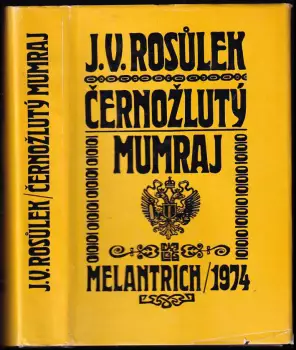 J.V. ROSŮLEK/ČERNOŽLUTÝ MUMRAJ
J.V. ROSŮLEK
ČERNOŽLUTÝ
MUMRAJ
MELANTRICH/1974